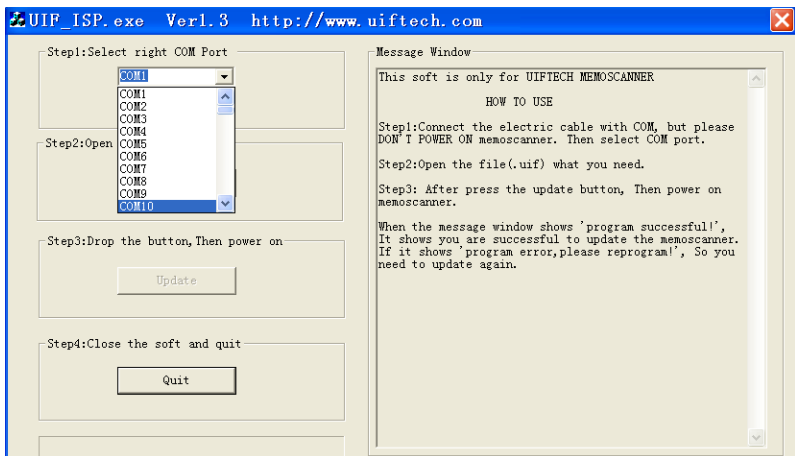 UIF_ISP.exe Ver1.3 http://www.uiftech.com
Step1:Select right COM Port
COM1
COM1
COM2
COM3
COM4
COM5
COM6
COM7
COM8
COM9
COM10
Step2:Open
Step3:Drop the button,Then power on
Update
Step4:Close the soft and quit
Quit
Message Window
This soft is only for UIFTECH MEMOSCANNER
HOW TO USE
Step1:Connect the electric cable with COM, but please
DON'T POWER ON memoscanner. Then select COM port.
Step2:Open the file(.uif) what you need.
Step3: After press the update button, Then power on
memoscanner.
When the message window shows 'program successful!',
It shows you are successful to update the memoscanner.
If it shows 'program error,please reprogram!', So you
need to update again.